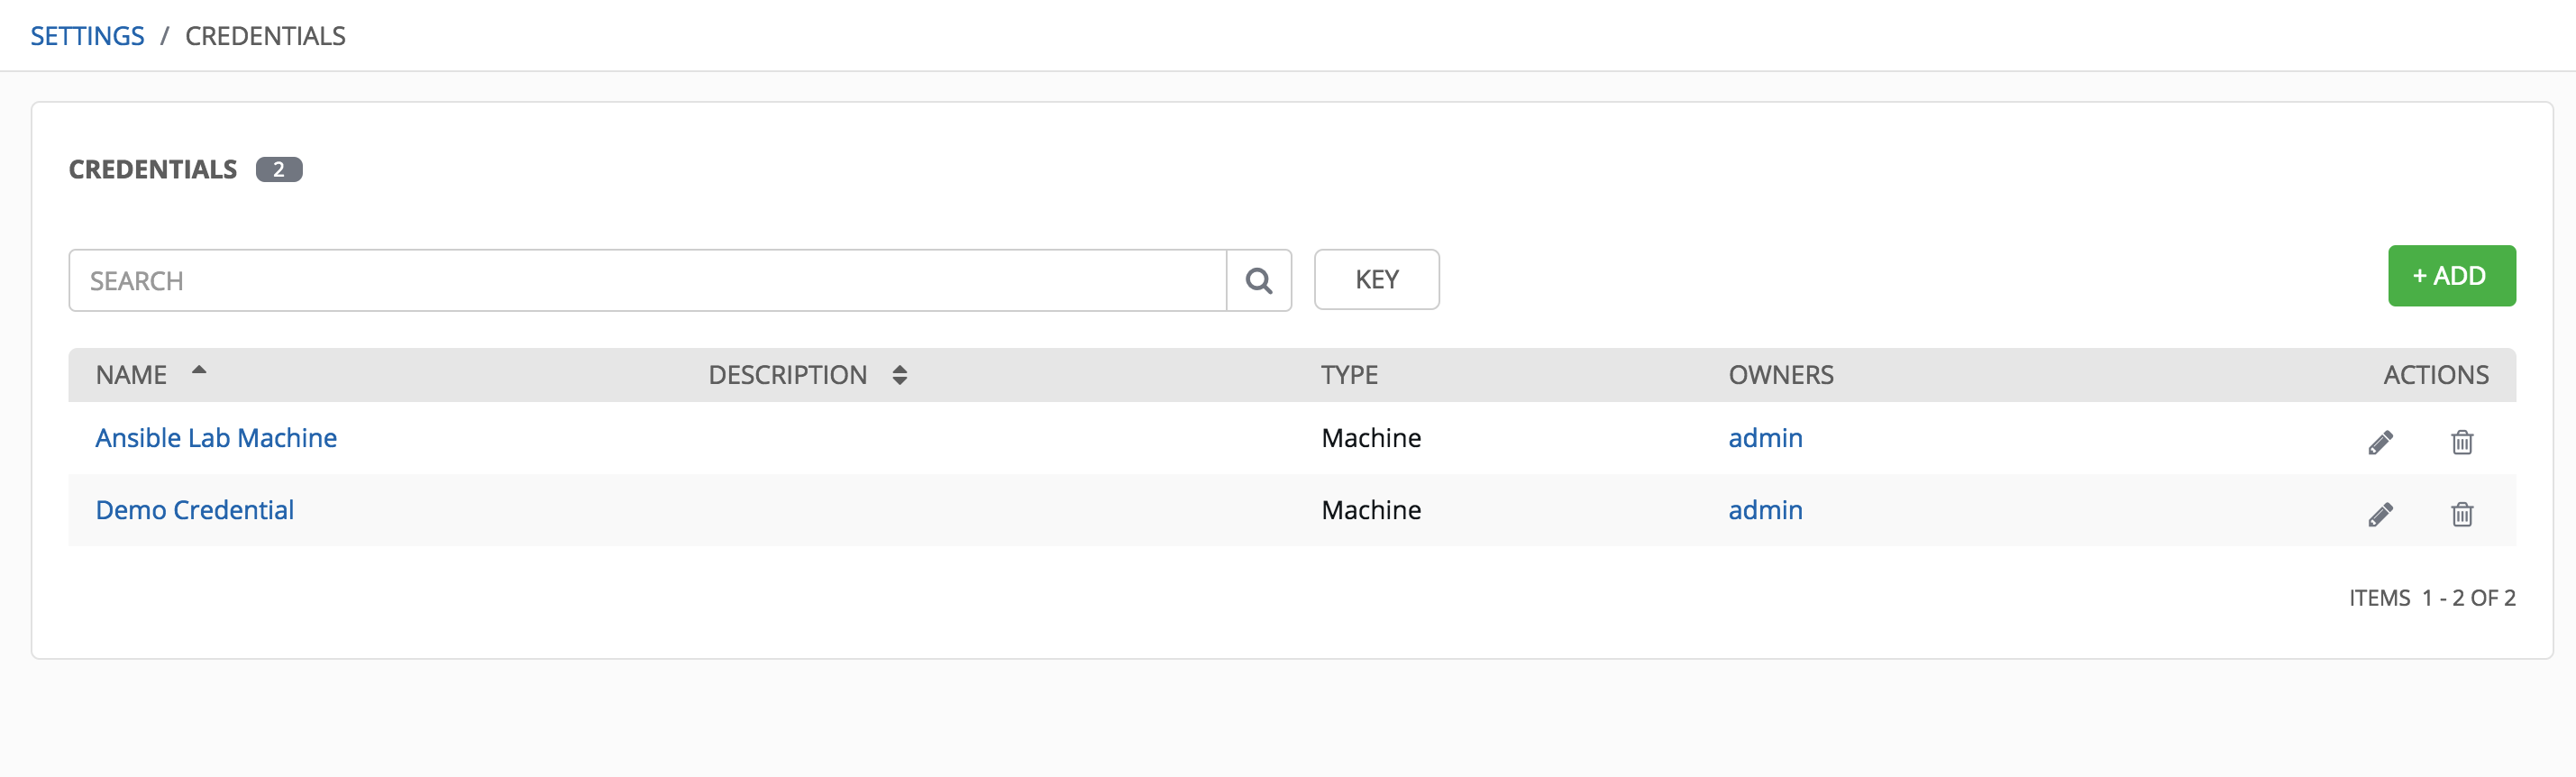 SETTINGS / CREDENTIALS
CREDENTIALS 2
SEARCH KEY + ADD
NAME DESCRIPTION TYPE OWNERS ACTIONS
Ansible Lab Machine Machine admin
Demo Credential Machine admin
ITEMS 1 - 2 OF 2